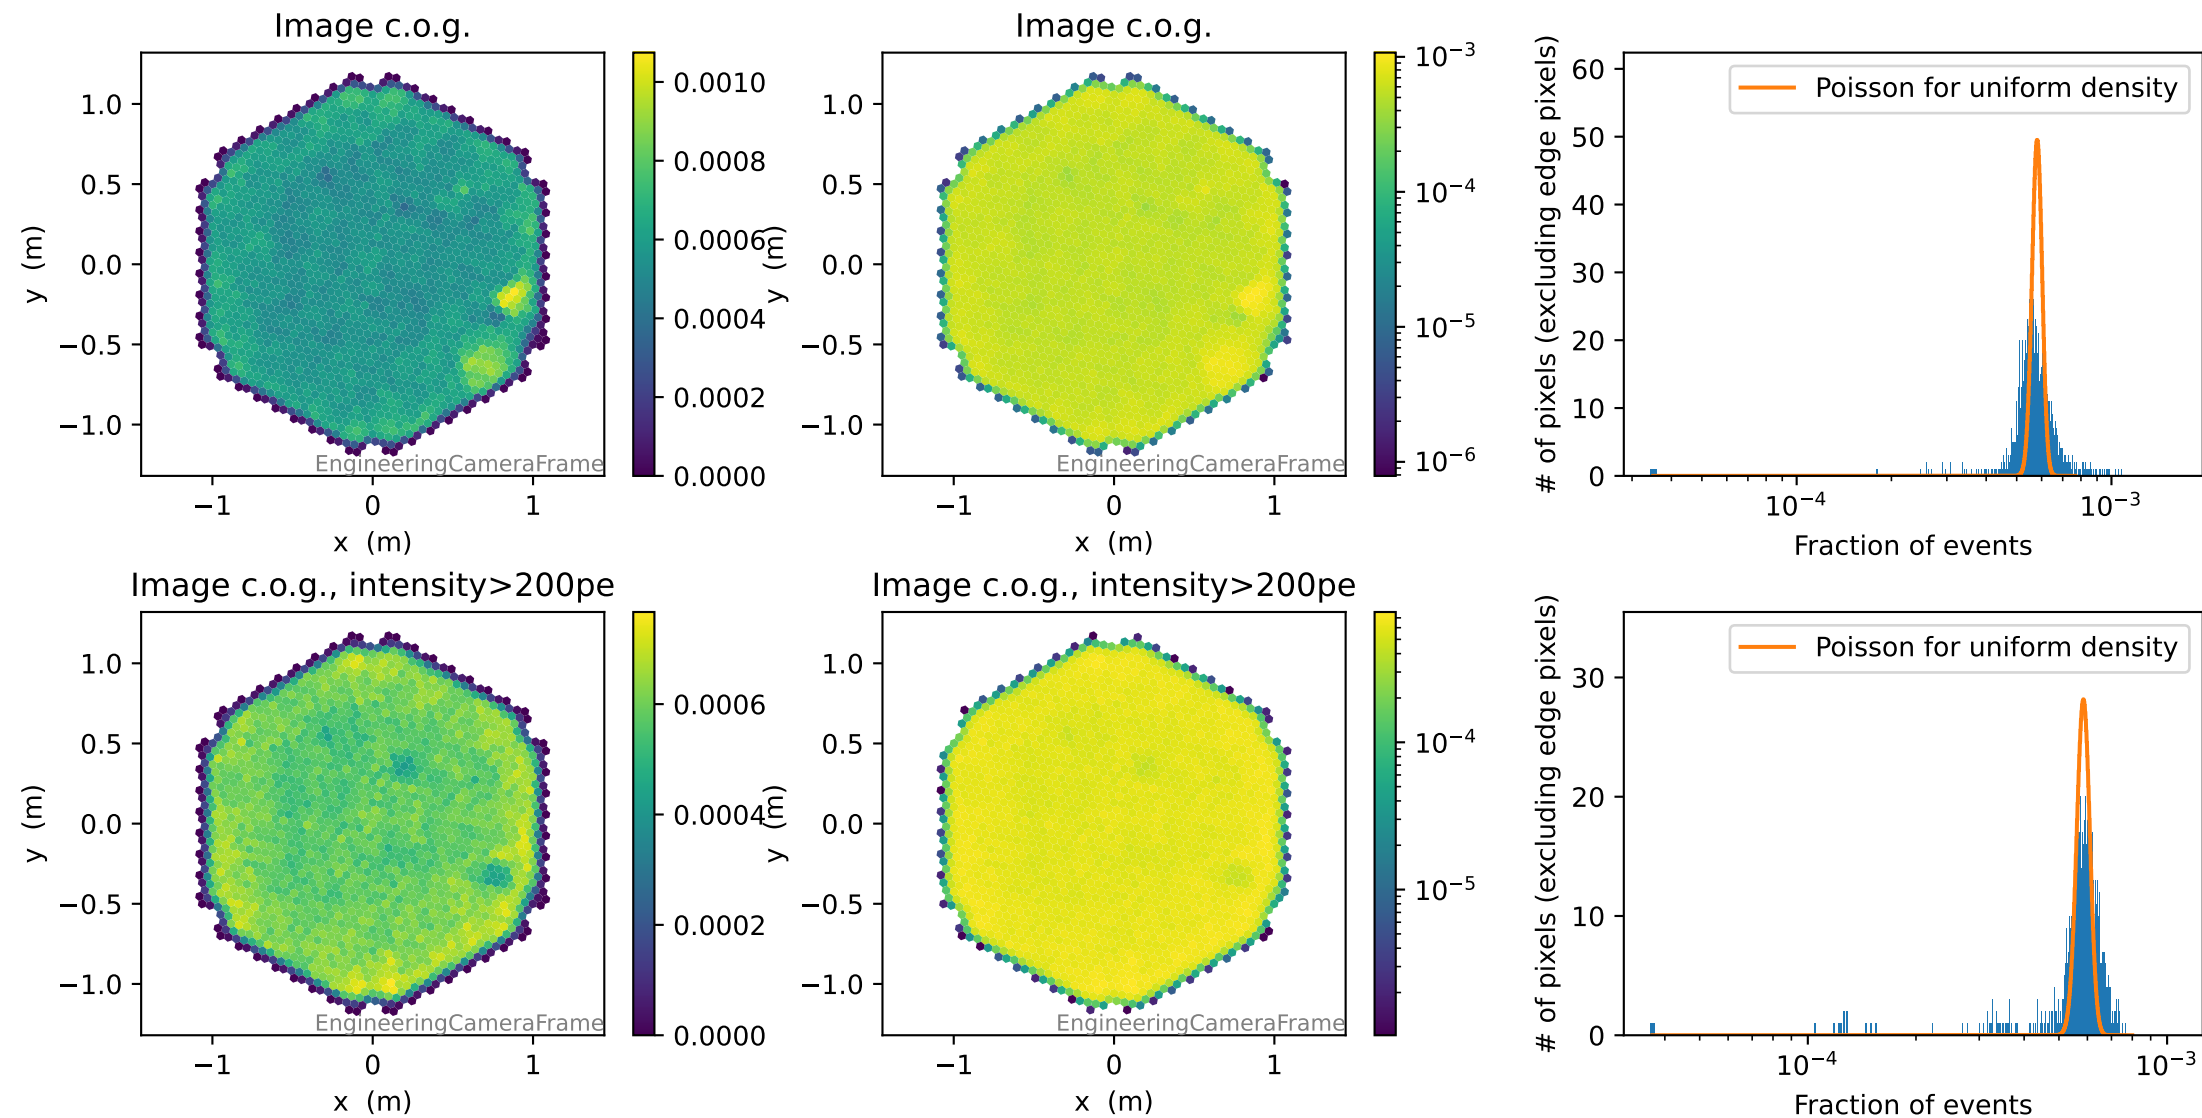 Image c.o.g.
y (m)
1.0
0.5
0.0
−0.5
−1.0
−1
0
1
x (m)
EngineeringCameraFrame
0.0010
0.0008
0.0006
0.0004
0.0002
0.0000
Image c.o.g.
y (m)
1.0
0.5
0.0
−0.5
−1.0
−1
0
1
x (m)
EngineeringCameraFrame
10⁻³
10⁻⁴
10⁻⁵
10⁻⁶
# of pixels (excluding edge pixels)
60
50
40
30
20
10
0
Poisson for uniform density
10⁻⁴
10⁻³
Fraction of events
Image c.o.g., intensity>200pe
y (m)
1.0
0.5
0.0
−0.5
−1.0
−1
0
1
x (m)
EngineeringCameraFrame
0.0006
0.0004
0.0002
0.0000
Image c.o.g., intensity>200pe
y (m)
1.0
0.5
0.0
−0.5
−1.0
−1
0
1
x (m)
EngineeringCameraFrame
10⁻⁴
10⁻⁵
# of pixels (excluding edge pixels)
30
20
10
0
Poisson for uniform density
10⁻⁴
10⁻³
Fraction of events